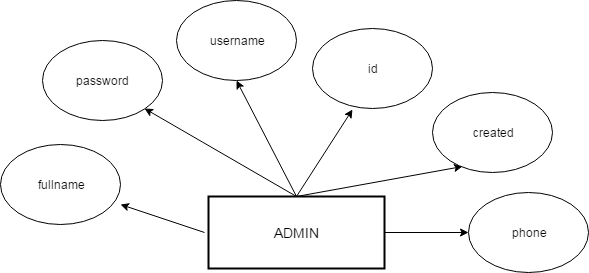 username
id
password
created
fullname
ADMIN
phone